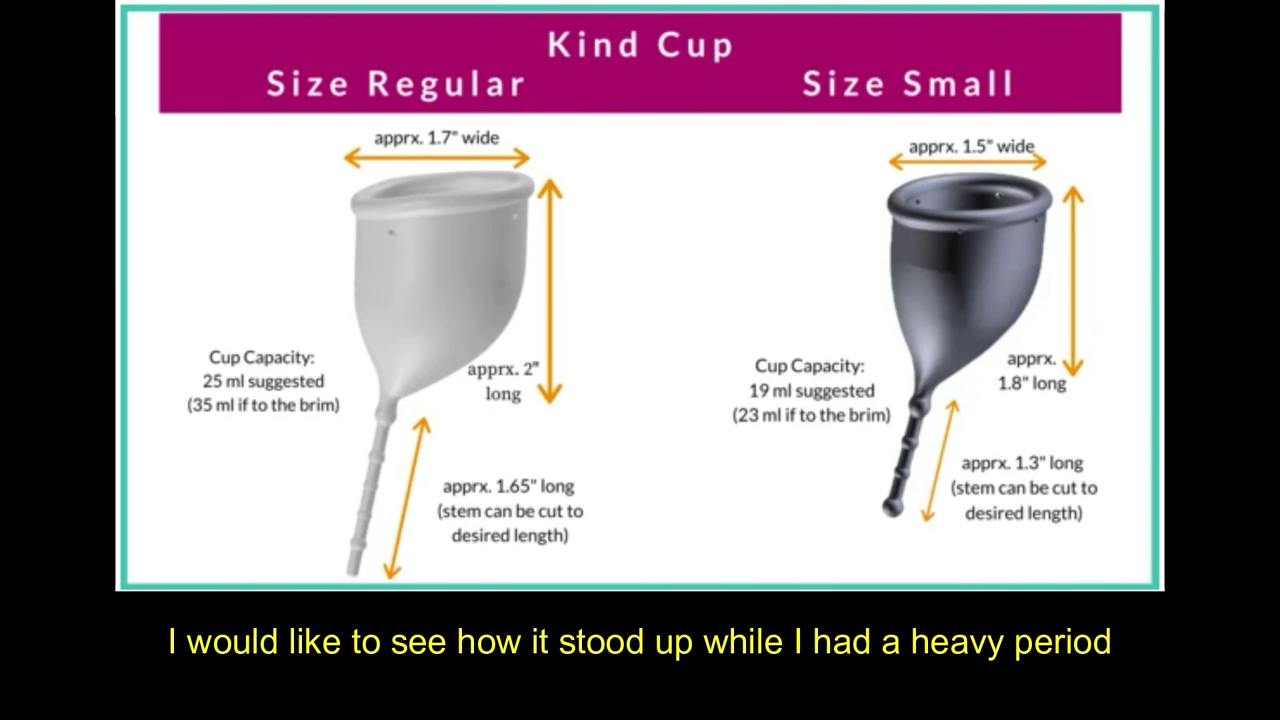 Kind Cup
Size Regular
Size Small
apprx. 1.7" wide
apprx. 1.5" wide
Cup Capacity:
25 ml suggested
(35 ml if to the brim)
apprx. 2"
long
apprx. 1.65" long
(stem can be cut to
desired length)
Cup Capacity:
19 ml suggested
(23 ml if to the brim)
apprx.
1.8" long
apprx. 1.3" long
(stem can be cut to
desired length)
I would like to see how it stood up while I had a heavy period